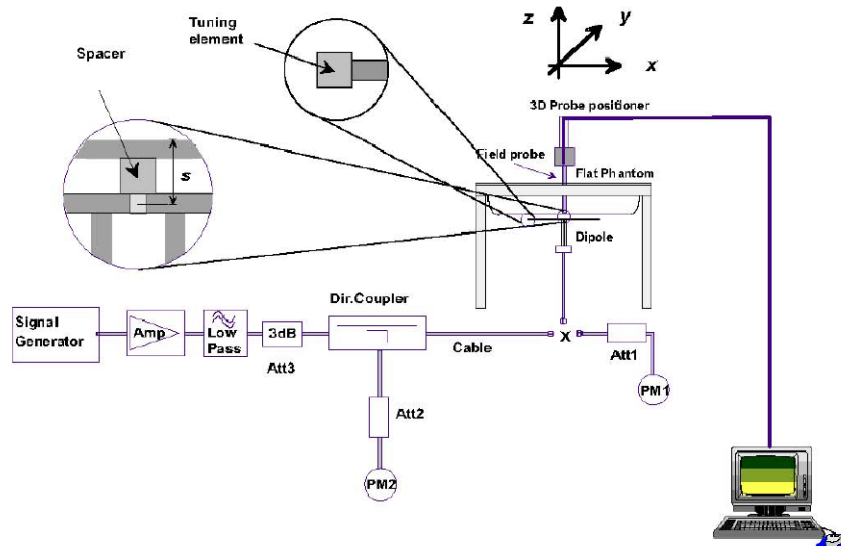 Tuning
element
Spacer
z
y
x
3D Probe positioner
Field probe
Flat Phantom
s
Dipole
Dir.Coupler
Signal
Generator
Amp
Low
Pass
3dB
Att3
Cable
X
Att1
PM1
Att2
PM2